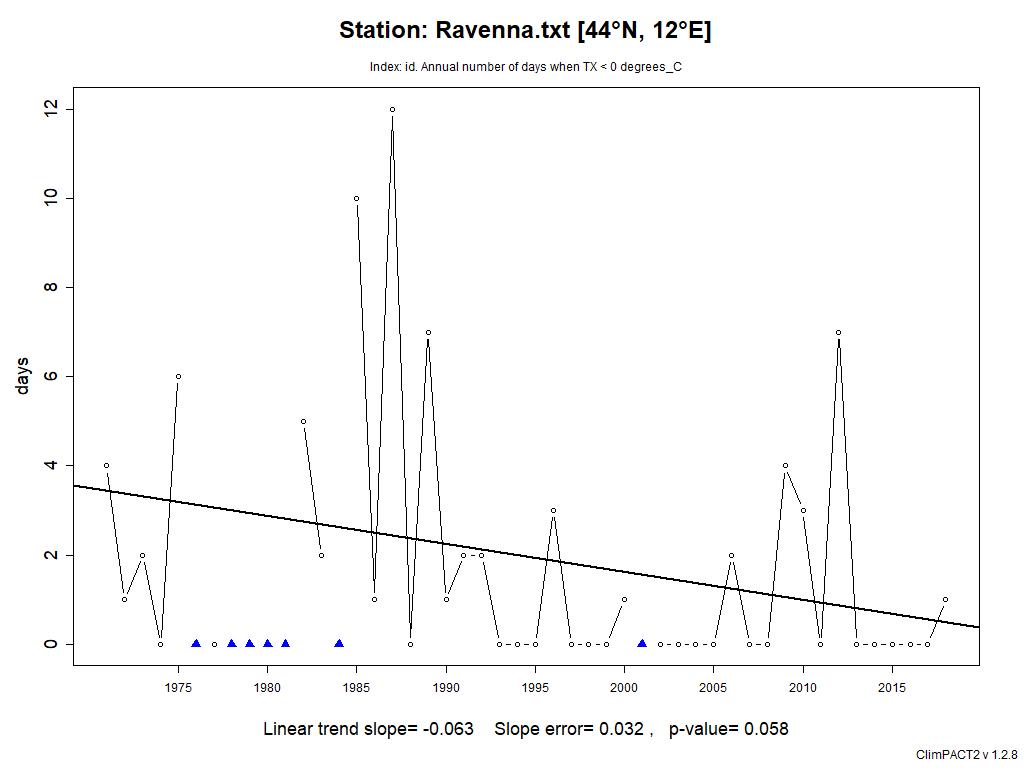 Station: Ravenna.txt [44°N, 12°E]
Index: id. Annual number of days when TX < 0 degrees_C
12
10
8
6
4
2
0
days
1975 1980 1985 1990 1995 2000 2005 2010 2015
Linear trend slope= -0.063 Slope error= 0.032 , p-value= 0.058
ClimPACT2 v 1.2.8